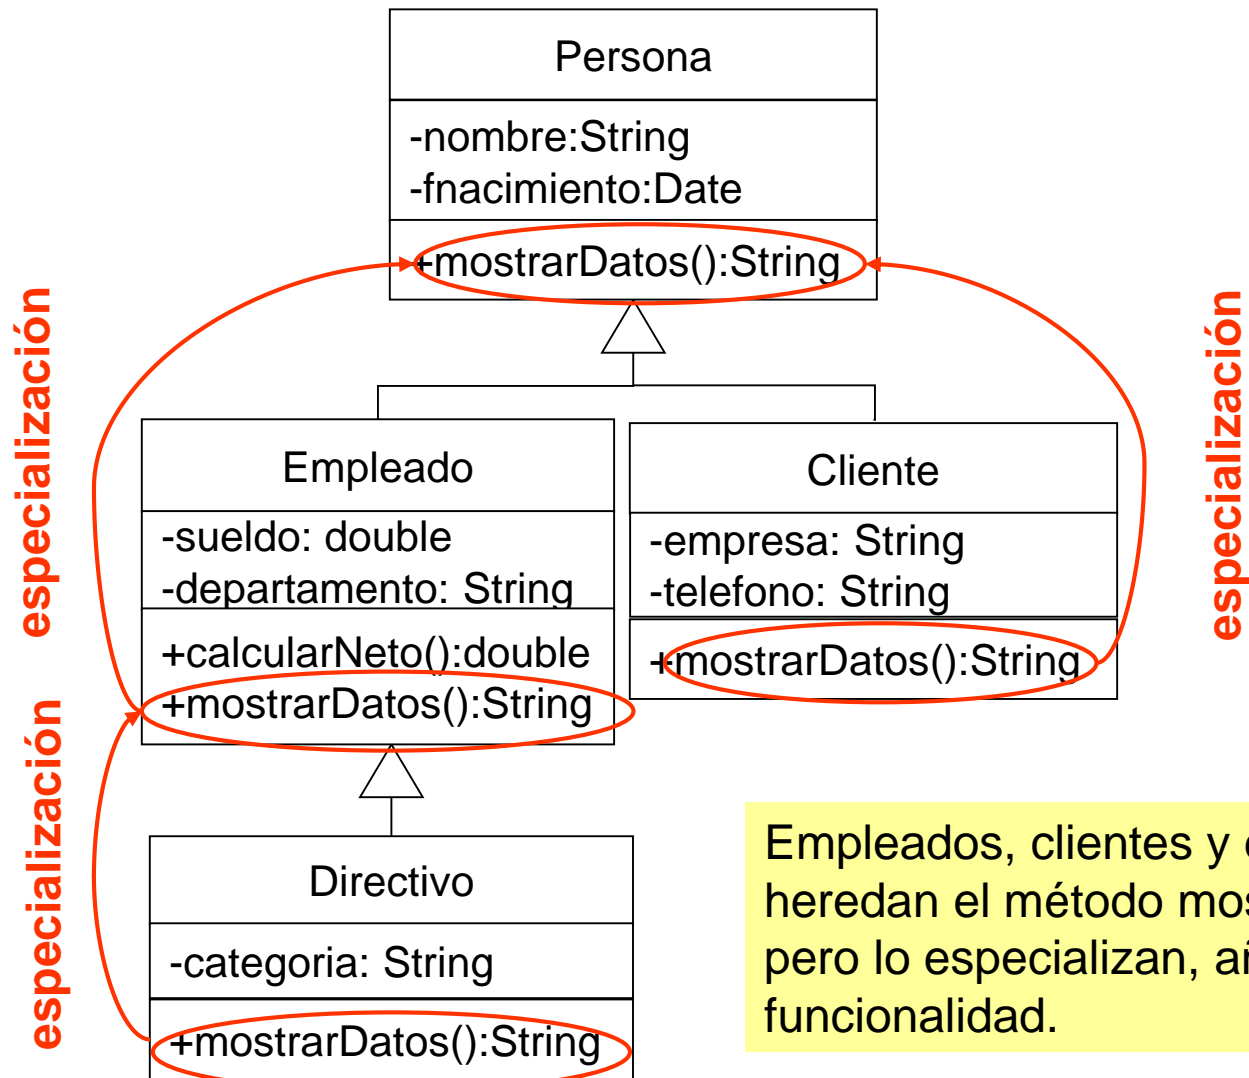 Persona
-nombre:String
-fnacimiento:Date
+mostrarDatos():String
especialización
especialización
Empleado
-sueldo: double
-departamento: String
+calcularNeto():double
+mostrarDatos():String
Cliente
-empresa: String
-telefono: String
+mostrarDatos():String
especialización
Directivo
-categoria: String
+mostrarDatos():String
Empleados, clientes y
heredan el método
pero lo especializan,
funcionalidad.